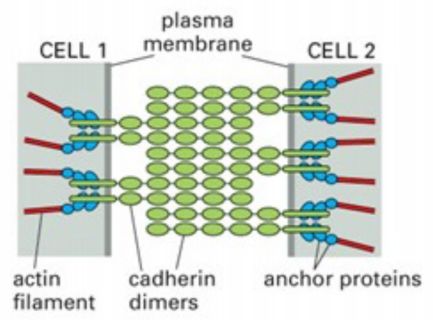 plasma
membrane
CELL 1
CELL 2
actin
filament
cadherin
dimers
anchor proteins